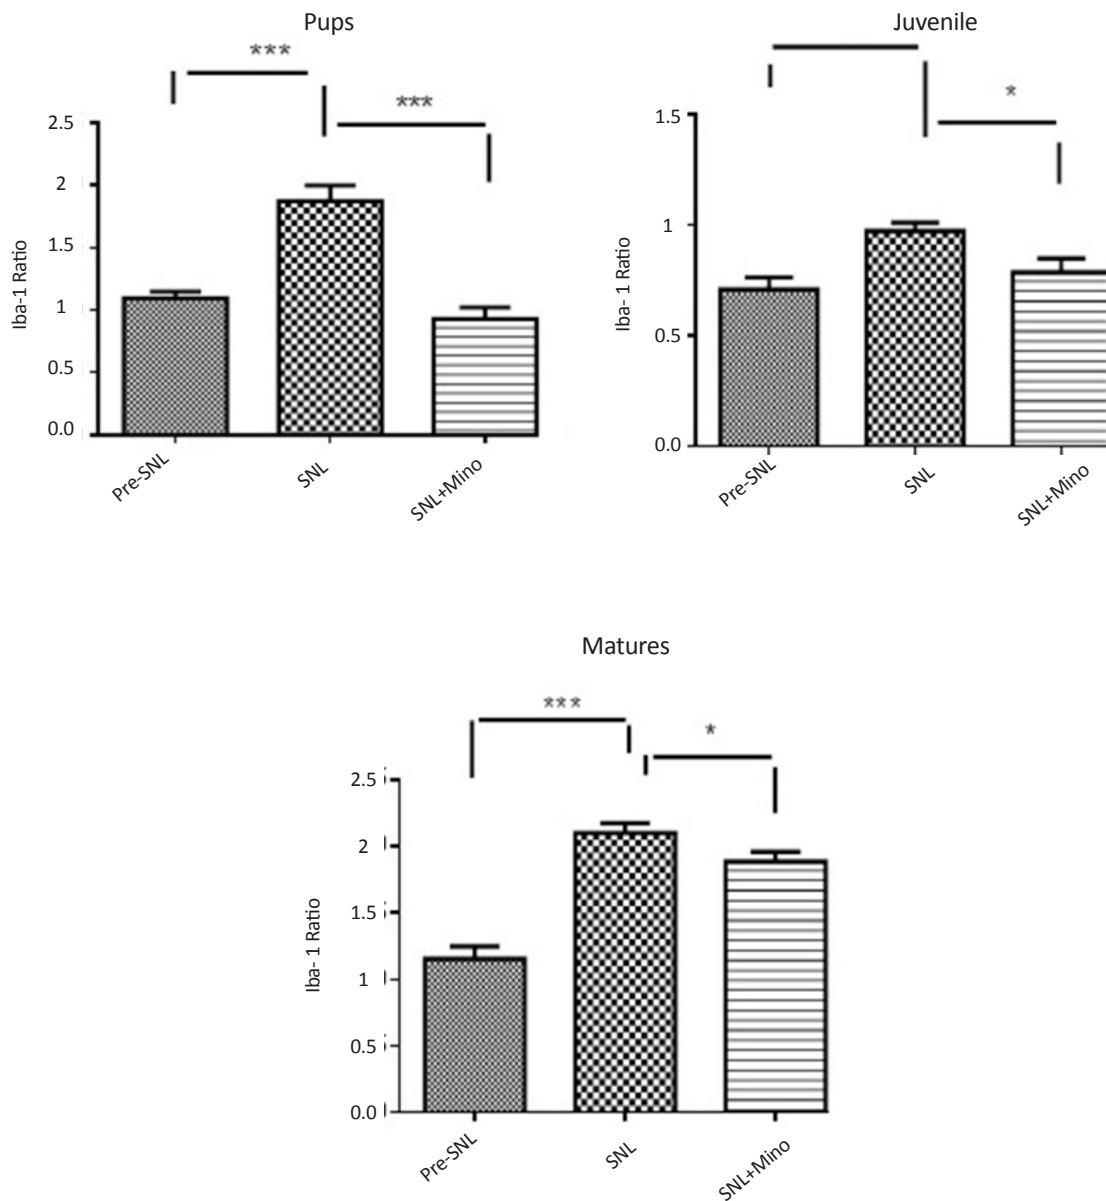 Pups
***
***
2.5
2
1.5
1
0.5
0.0
Iba-1 Ratio
Pre-SNL
SNL
SNL+Mino
Juvenile
*
1.5
1
0.5
0.0
Iba- 1 Ratio
Pre-SNL
SNL
SNL+Mino
Matures
***
*
2.5
2
1.5
1
0.5
0.0
Iba- 1 Ratio
Pre-SNL
SNL
SNL+Mino